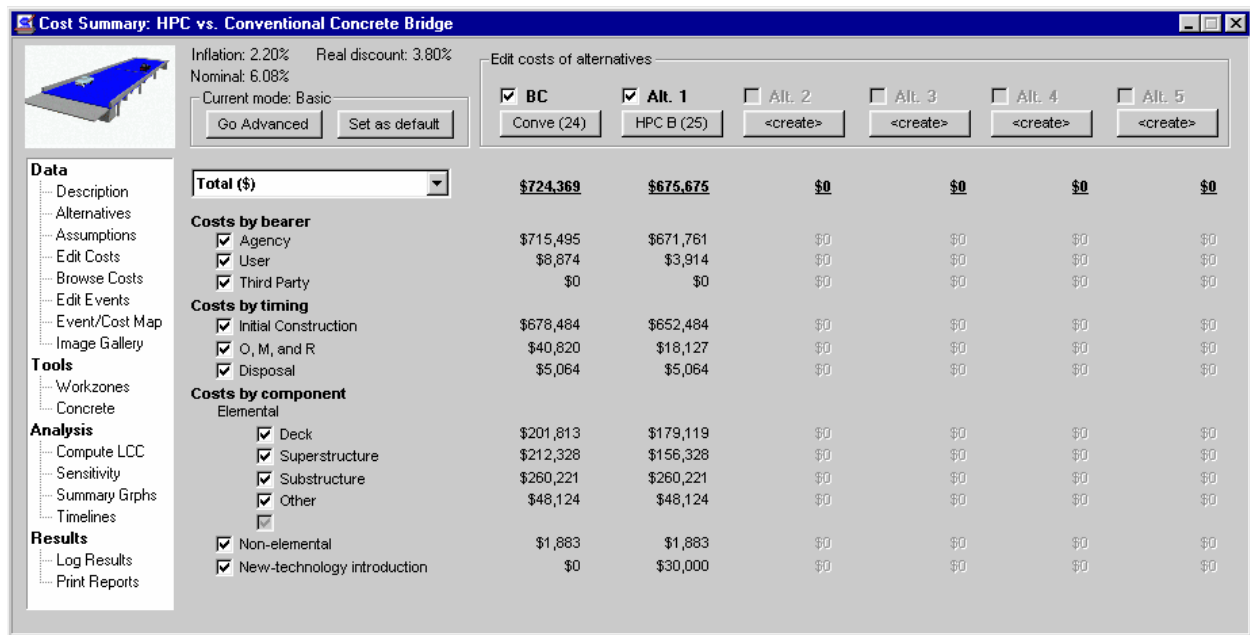 Cost Summary: HPC vs. Conventional Concrete Bridge
Inflation: 2.20% Real discount: 3.80%
Nominal: 6.08%
Current mode: Basic
Go Advanced Set as default
Edit costs of alternatives
BC Alt. 1 Alt. 2 Alt. 3 Alt. 4 Alt. 5
Conve (24) HPC B (25) <create> <create> <create> <create>
Data
Description
Alternatives
Assumptions
Edit Costs
Browse Costs
Edit Events
Event/Cost Map
Image Gallery
Tools
Workzones
Concrete
Analysis
Compute LCC
Sensitivity
Summary Grphs
Timelines
Results
Log Results
Print Reports
Total ($) $724,369 $675,675 $0 $0 $0 $0
Costs by bearer
Agency $715,495 $671,761 $0 $0 $0 $0
User $8,874 $3,914 $0 $0 $0 $0
Third Party $0 $0 $0 $0 $0 $0
Costs by timing
Initial Construction $678,484 $652,484 $0 $0 $0 $0
O, M, and R $40,820 $18,127 $0 $0 $0 $0
Disposal $5,064 $5,064 $0 $0 $0 $0
Costs by component
Elemental
Deck $201,813 $179,119 $0 $0 $0 $0
Superstructure $212,328 $156,328 $0 $0 $0 $0
Substructure $260,221 $260,221 $0 $0 $0 $0
Other $48,124 $48,124 $0 $0 $0 $0
Non-elemental $1,883 $1,883 $0 $0 $0 $0
New-technology introduction $0 $30,000 $0 $0 $0 $0